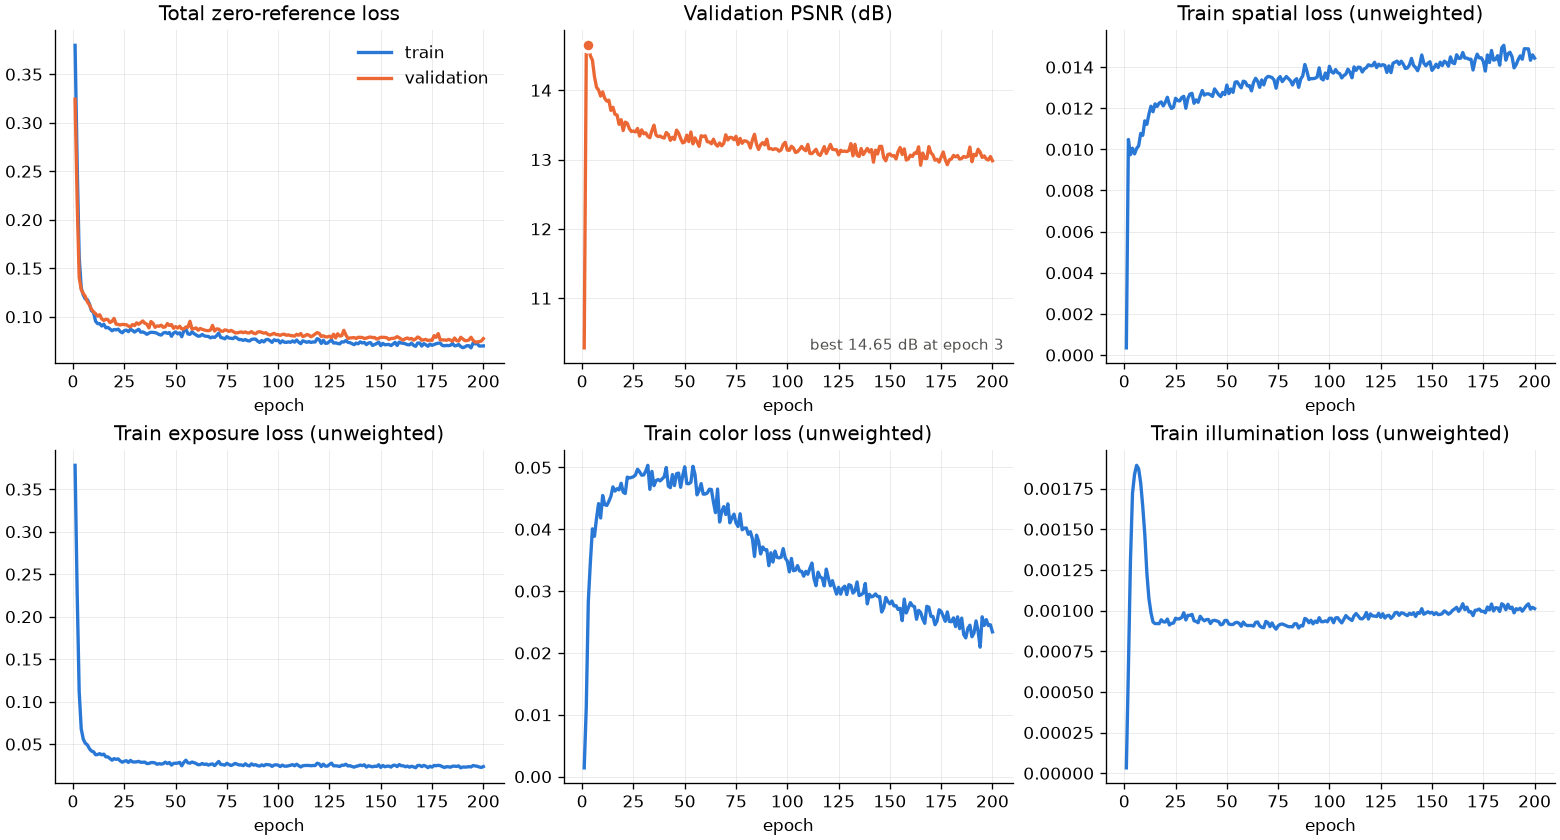 Total zero-reference loss
0.35
0.30
0.25
0.20
0.15
0.10
train
validation
0 25 50 75 100 125 150 175 200
epoch
Validation PSNR (dB)
14
13
12
11
best 14.65 dB at epoch 3
0 25 50 75 100 125 150 175 200
epoch
Train spatial loss (unweighted)
0.014
0.012
0.010
0.008
0.006
0.004
0.002
0.000
0 25 50 75 100 125 150 175 200
epoch
Train exposure loss (unweighted)
0.35
0.30
0.25
0.20
0.15
0.10
0.05
0 25 50 75 100 125 150 175 200
epoch
Train color loss (unweighted)
0.05
0.04
0.03
0.02
0.01
0.00
0 25 50 75 100 125 150 175 200
epoch
Train illumination loss (unweighted)
0.00175
0.00150
0.00125
0.00100
0.00075
0.00050
0.00025
0.00000
0 25 50 75 100 125 150 175 200
epoch